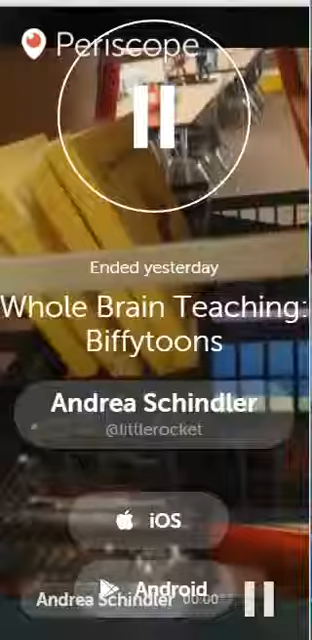 Periscope
Ended yesterday
Whole Brain Teaching:
Biffytoons
Andrea Schindler
@littlerocket
iOS
Android
Andrea Schindler 00:00